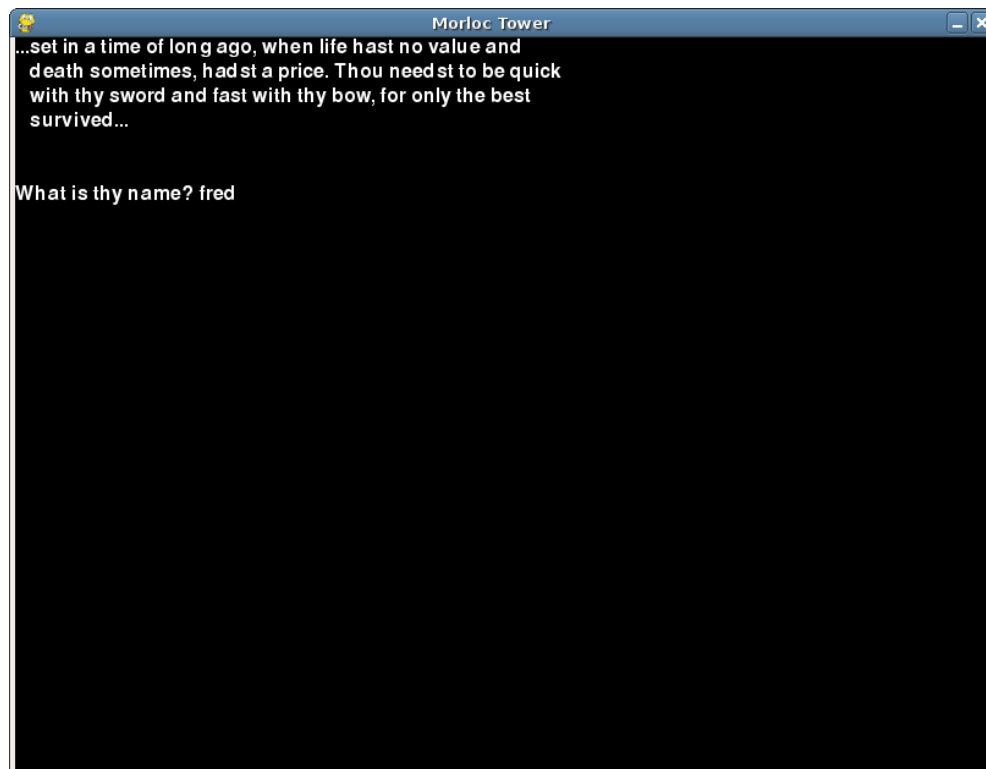 Morloc Tower
...set in a time of long ago, when life hast no value and
death sometimes, hadst a price. Thou needst to be quick
with thy sword and fast with thy bow, for only the best
survived...
What is thy name? fred